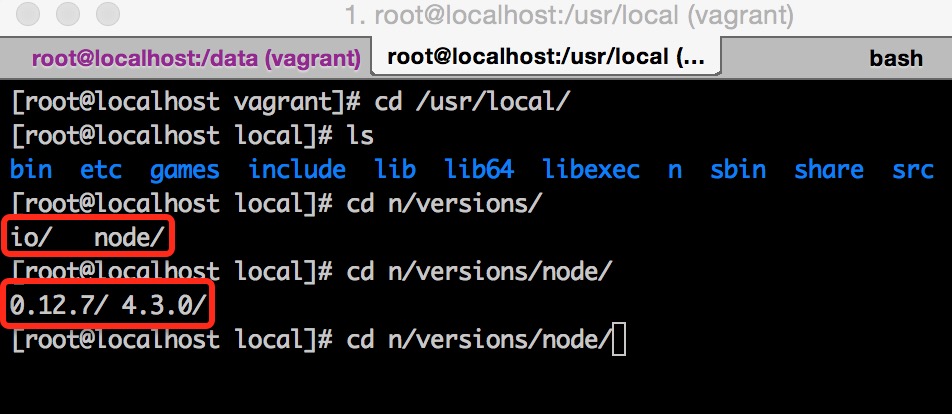 1. root@localhost:/usr/local (vagrant)
root@localhost:/data (vagrant) root@localhost:/usr/local (... bash
[root@localhost vagrant]# cd /usr/local/
[root@localhost local]# ls
bin etc games include lib lib64 libexec n sbin share src
[root@localhost local]# cd n/versions/
io/ node/
[root@localhost local]# cd n/versions/node/
0.12.7/ 4.3.0/
[root@localhost local]# cd n/versions/node/